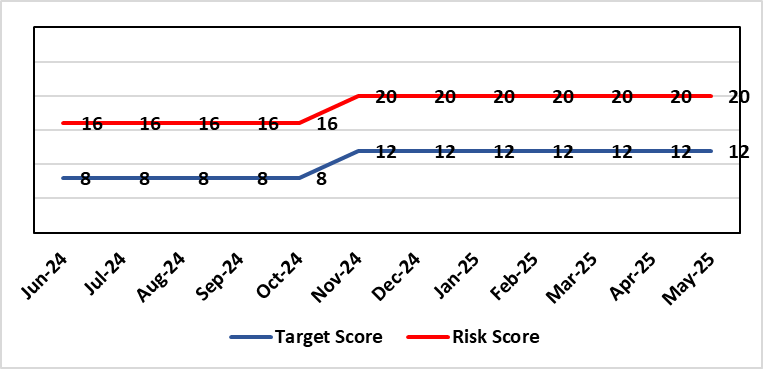 20 20 20 20 20 20 20
16 16 16 16 16
12 12 12 12 12 12 12
8 8 8 8 8
Jun-24 Jul-24 Aug-24 Sep-24 Oct-24 Nov-24 Dec-24 Jan-25 Feb-25 Mar-25 Apr-25 May-25
Target Score Risk Score